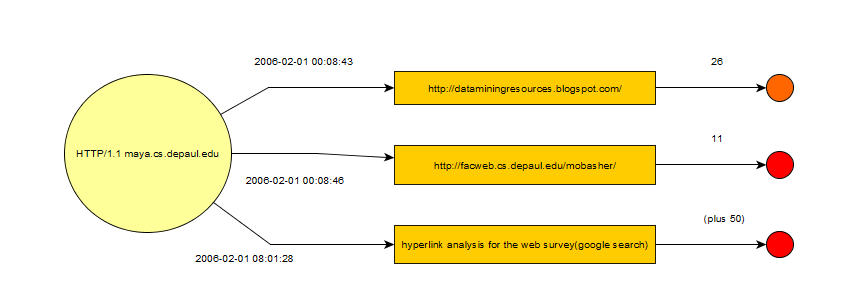 2006-02-01 00:08:43
26
http://dataminingresources.blogspot.com/
HTTP/1.1 maya.cs.depaul.edu
11
http://facweb.cs.depaul.edu/mobasher/
2006-02-01 00:08:46
(plus 50)
hyperlink analysis for the web survey(google search)
2006-02-01 08:01:28